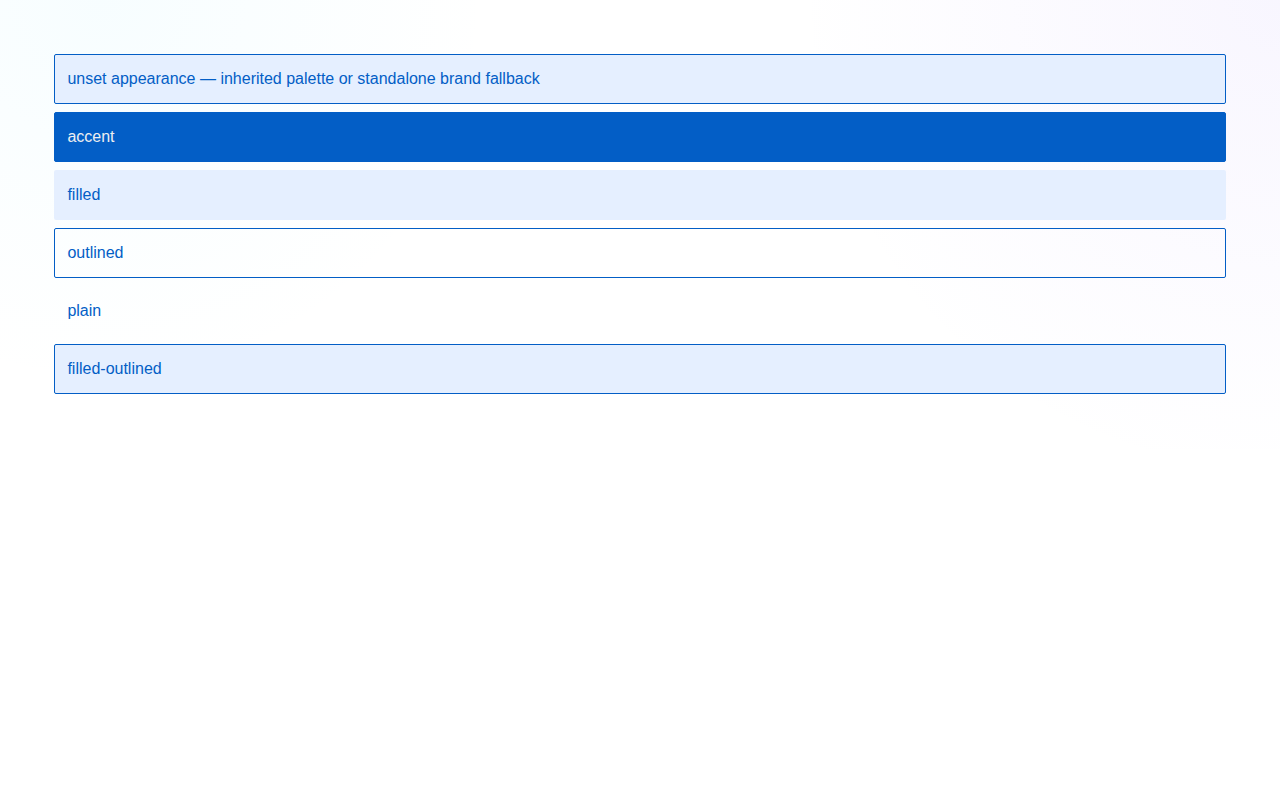 unset appearance — inherited palette or standalone brand fallback
accent
filled
outlined
plain
filled-outlined